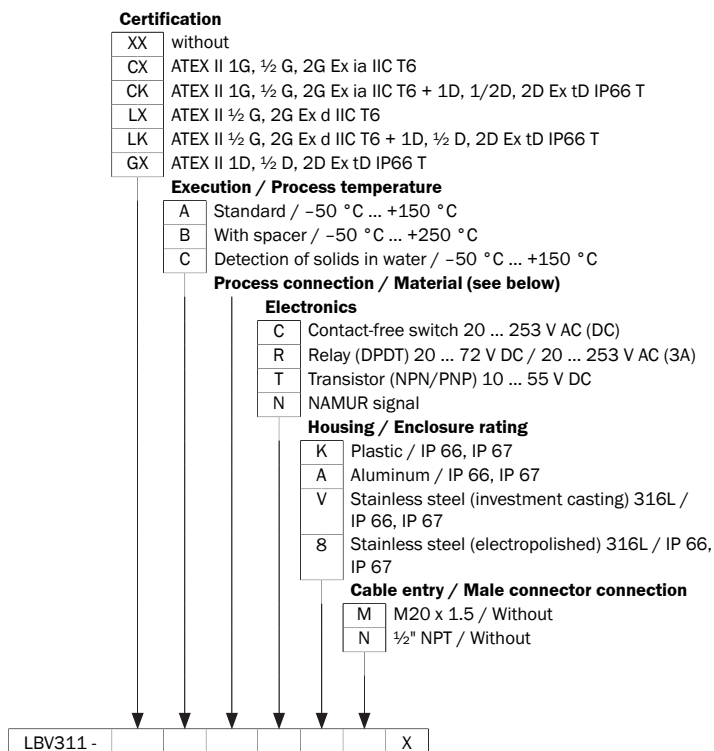 Certification
XX without
CX ATEX II 1G, ½ G, 2G Ex ia IIC T6
CK ATEX II 1G, ½ G, 2G Ex ia IIC T6 + 1D, 1/2D, 2D Ex tD IP66 T
LX ATEX II ½ G, 2G Ex d IIC T6
LK ATEX II ½ G, 2G Ex d IIC T6 + 1D, ½ D, 2D Ex tD IP66 T
GX ATEX II 1D, ½ D, 2D Ex tD IP66 T
Execution / Process temperature
A Standard / –50 °C ... +150 °C
B With spacer / –50 °C ... +250 °C
C Detection of solids in water / –50 °C ... +150 °C
Process connection / Material (see below)
Electronics
C Contact-free switch 20 ... 253 V AC (DC)
R Relay (DPDT) 20 ... 72 V DC / 20 ... 253 V AC (3A)
T Transistor (NPN/PNP) 10 ... 55 V DC
N NAMUR signal
Housing / Enclosure rating
K Plastic / IP 66, IP 67
A Aluminum / IP 66, IP 67
V Stainless steel (investment casting) 316L /
IP 66, IP 67
8 Stainless steel (electropolished) 316L / IP 66,
IP 67
Cable entry / Male connector connection
M M20 x 1.5 / Without
N ½" NPT / Without
LBV311 - X